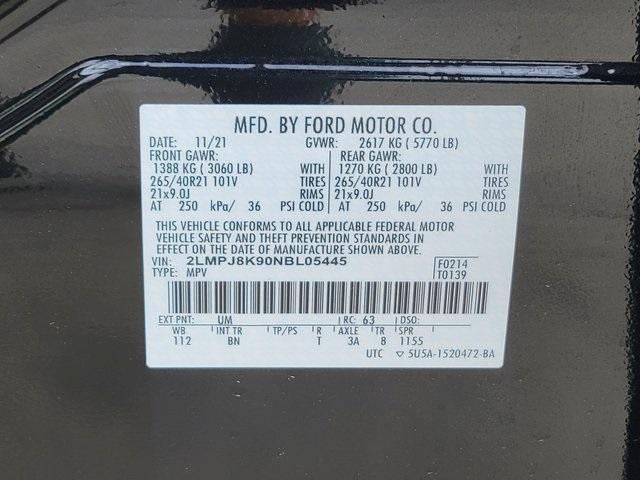 MFD. BY FORD MOTOR CO.
DATE: 11/21 GVWR: 2617 KG ( 5770 LB)
FRONT GAWR: REAR GAWR:
1388 KG ( 3060 LB) WITH 1270 KG ( 2800 LB) WITH
265/40R21 101V TIRES 265/40R21 101V TIRES
21x9.0J RIMS 21x9.0J RIMS
AT 250 kPa/ 36 PSI COLD AT 250 kPa/ 36 PSI COLD
THIS VEHICLE CONFORMS TO ALL APPLICABLE FEDERAL MOTOR
VEHICLE SAFETY AND THEFT PREVENTION STANDARDS IN
EFFECT ON THE DATE OF MANUFACTURE SHOWN ABOVE.
VIN: 2LMPJ8K90NBL05445 F0214
TYPE: MPV T0139
EXT PNT: UM RC: 63 DSO:
WB INT TR TP/PS R AXLE TR SPR
112 BN T 3A 8 1155
UTC ▽ 5U5A-1520472-BA